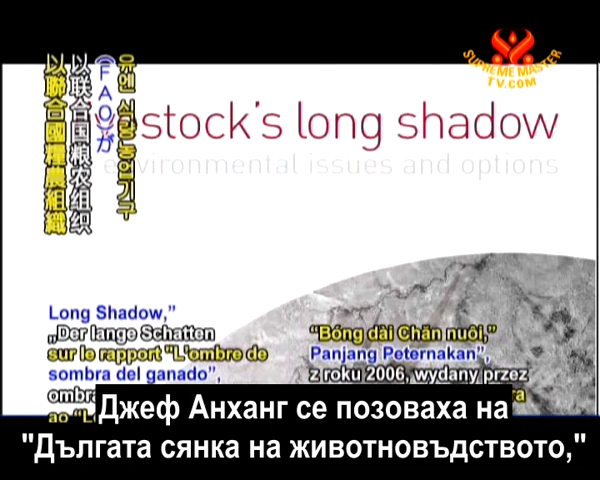 SUPREME MASTER
TV.COM
유엔 식량농업기구
(FAO)가
以联合国粮农组织
以聯合國糧農組織
stock's long shadow
environmental issues and options
Long Shadow,”
„Der lange Schatten
sur le rapport "L'ombre de
sombra del ganado”,
“Bóng dài Chăn nuôi,”
Panjang Peternakan”,
z roku 2006, wydany przez
Джеф Анханг се позоваха на
"Дългата сянка на животновъдството,"